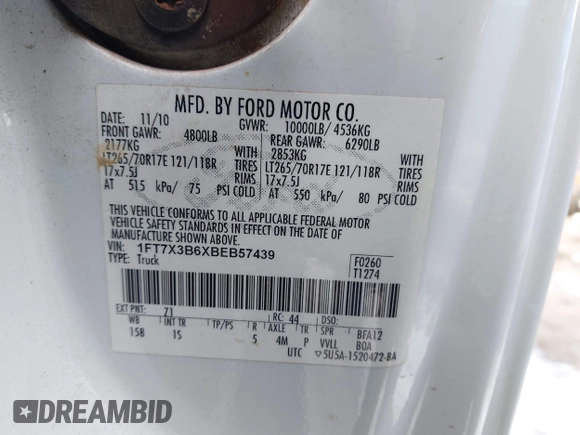 MFD. BY FORD MOTOR CO.
DATE: 11/10 GVWR: 10000LB/ 4536KG
FRONT GAWR: 4800LB REAR GAWR: 6290LB
2177KG WITH 2853KG WITH
LT265/70R17E 121/118R TIRES LT265/70R17E 121/118R TIRES
17x7.5J RIMS 17x7.5J RIMS
AT 515 kPa/ 75 PSI COLD AT 550 kPa/ 80 PSI COLD
THIS VEHICLE CONFORMS TO ALL APPLICABLE FEDERAL MOTOR
VEHICLE SAFETY STANDARDS IN EFFECT ON THE DATE OF
MANUFACTURE SHOWN ABOVE.
VIN: 1FT7X3B6XBEB57439
TYPE: Truck
F0260
T1274
EXT PNT: Z1 RC: 44 DSO:
WB INT TR TP/PS R AXLE TR SPR BFA12
158 1S 5 4M P VVLL BOA
UTC ▽5U5A-1520472-BA
DREAMBID